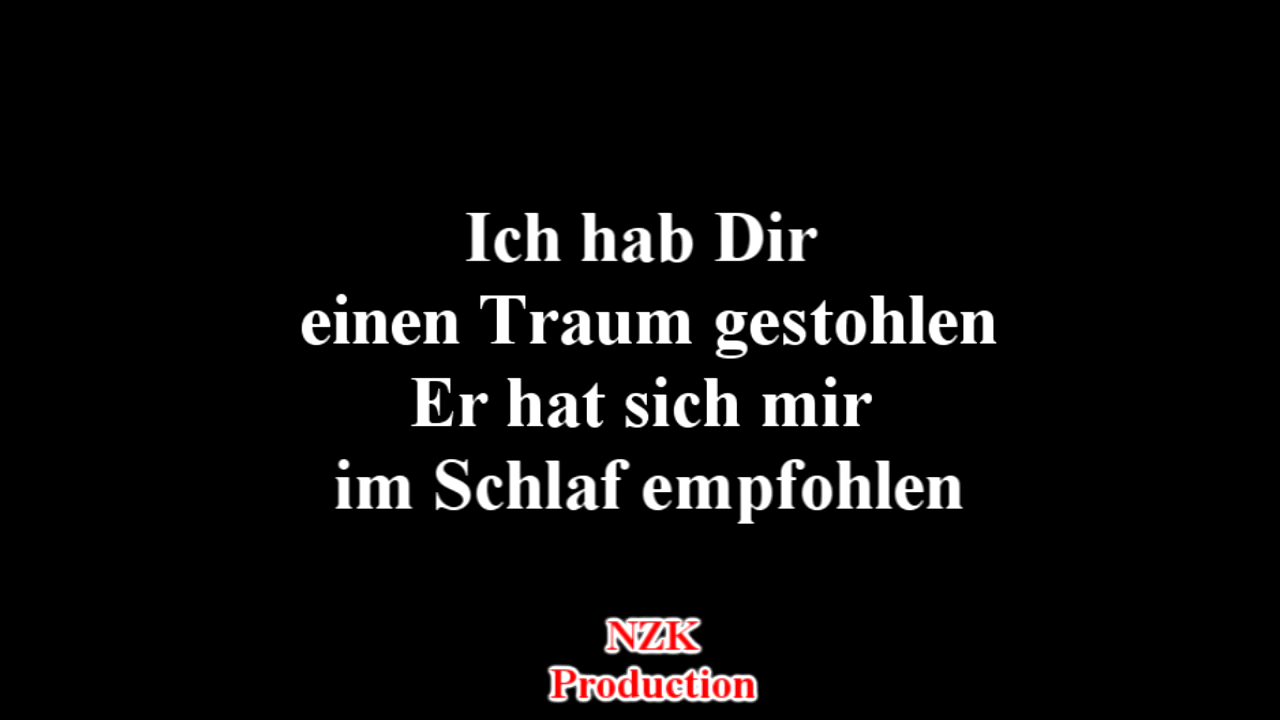 Ich hab Dir
einen Traum gestohlen
Er hat sich mir
im Schlaf empfohlen
NZK
Production